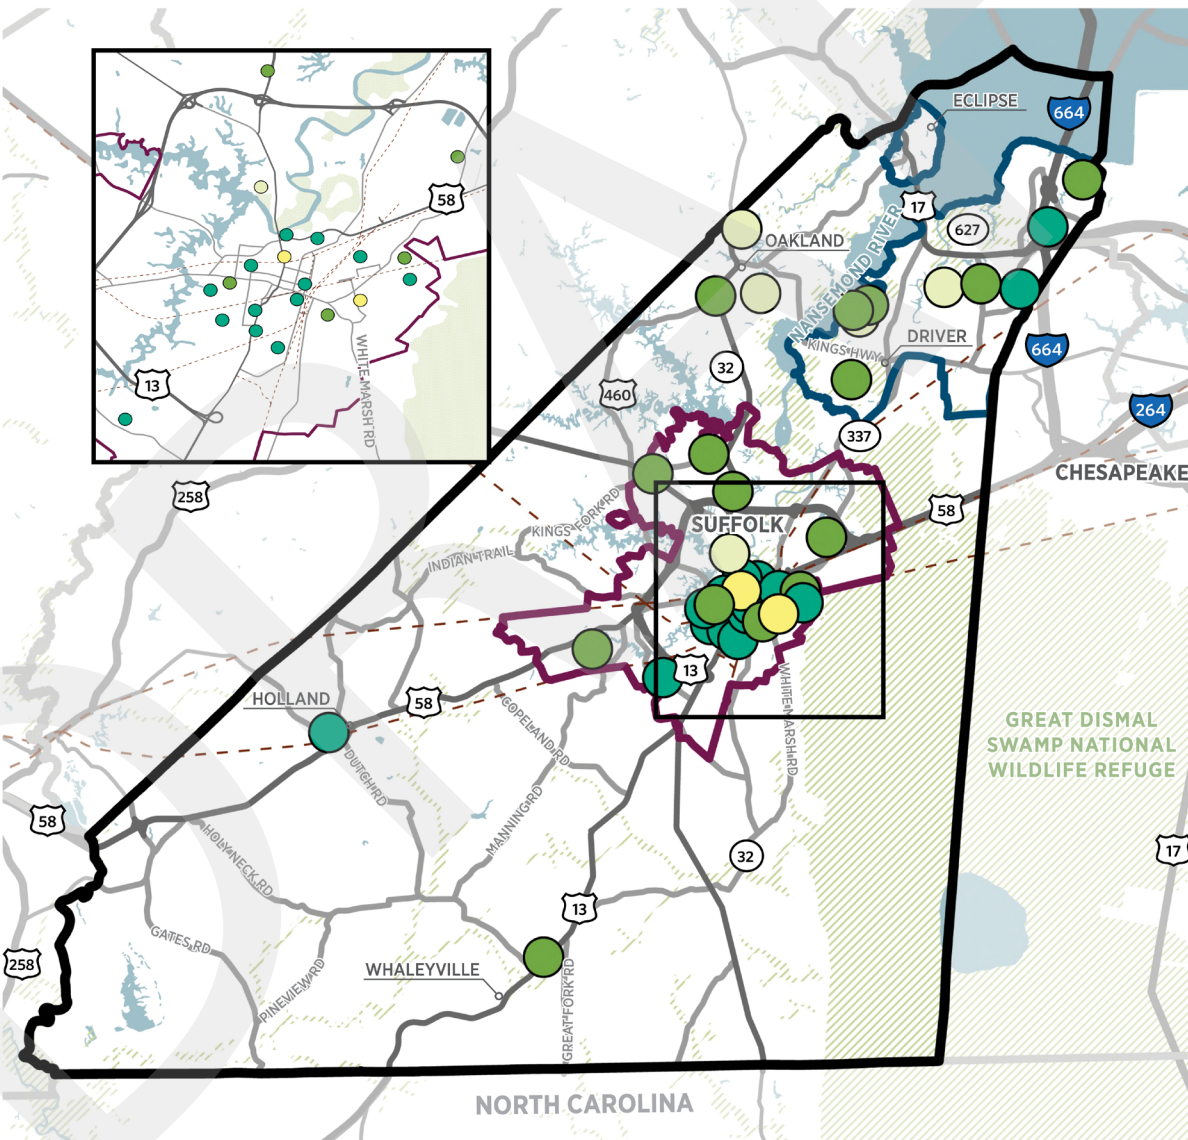 ECLIPSE
664
58
17
627
NANSEMOND RIVER
OAKLAND
DRIVER
KINGS HWY
664
32
460
264
13
WHITE MARSH RD
337
CHESAPEAKE
258
KINGS FORK RD
SUFFOLK
58
INDIAN TRAIL
13
HOLLAND
58
COPELAND RD
WHITE MARSH RD
GREAT DISMAL
SWAMP NATIONAL
WILDLIFE REFUGE
DUTCH RD
58
HOLY NECK RD
MANNING RD
32
17
13
GATES RD
258
WHALEYVILLE
PINEVIEW RD
GREAT FORK RD
NORTH CAROLINA